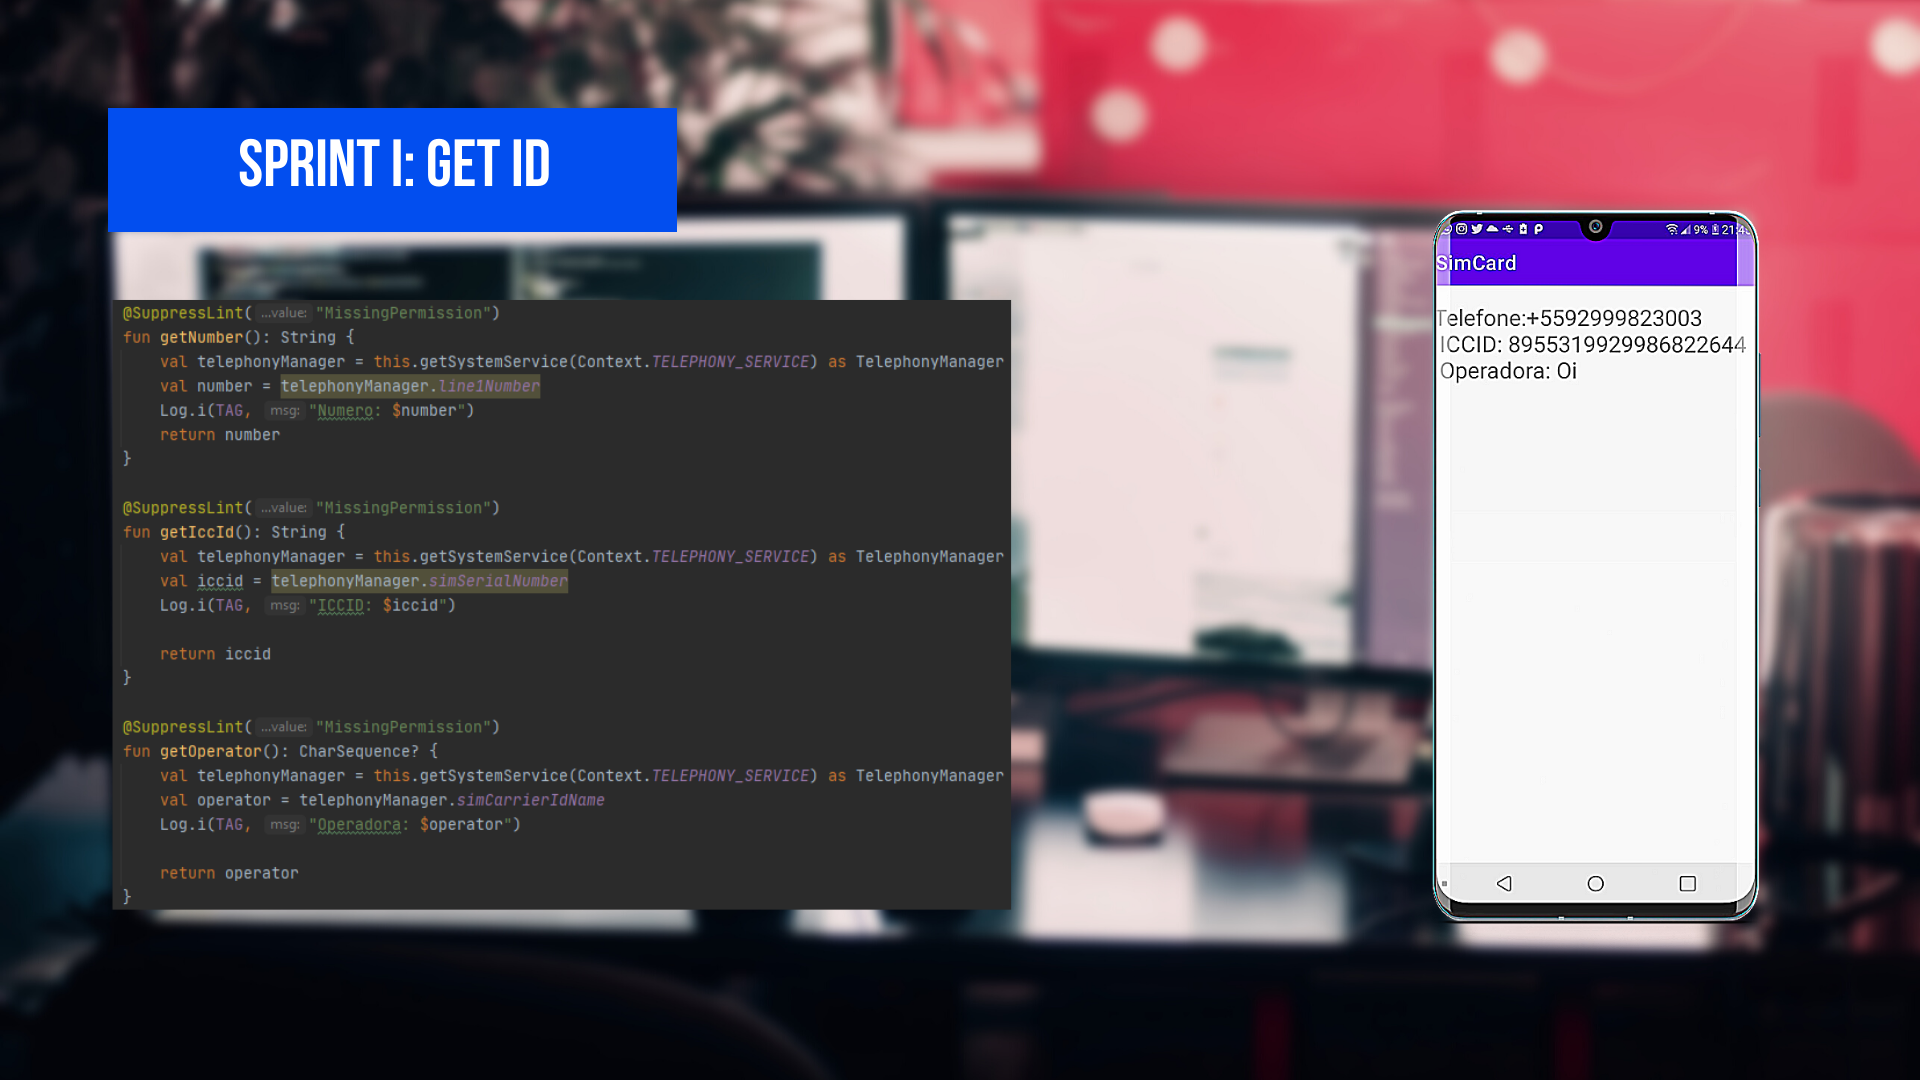 SPRINT I: GET ID
@SuppressLint( ...value: "MissingPermission")
fun getNumber(): String {
    val telephonyManager = this.getSystemService(Context.TELEPHONY_SERVICE) as TelephonyManager
    val number = telephonyManager.line1Number
    Log.i(TAG, msg: "Numero: $number")
    return number
}
@SuppressLint( ...value: "MissingPermission")
fun getIccId(): String {
    val telephonyManager = this.getSystemService(Context.TELEPHONY_SERVICE) as TelephonyManager
    val iccid = telephonyManager.simSerialNumber
    Log.i(TAG, msg: "ICCID: $iccid")
    return iccid
}
@SuppressLint( ...value: "MissingPermission")
fun getOperator(): CharSequence? {
    val telephonyManager = this.getSystemService(Context.TELEPHONY_SERVICE) as TelephonyManager
    val operator = telephonyManager.simCarrierIdName
    Log.i(TAG, msg: "Operadora: $operator")
    return operator
}
9%
SimCard
Telefone:+5592999823003
ICCID: 8955319929986822644
Operadora: Oi